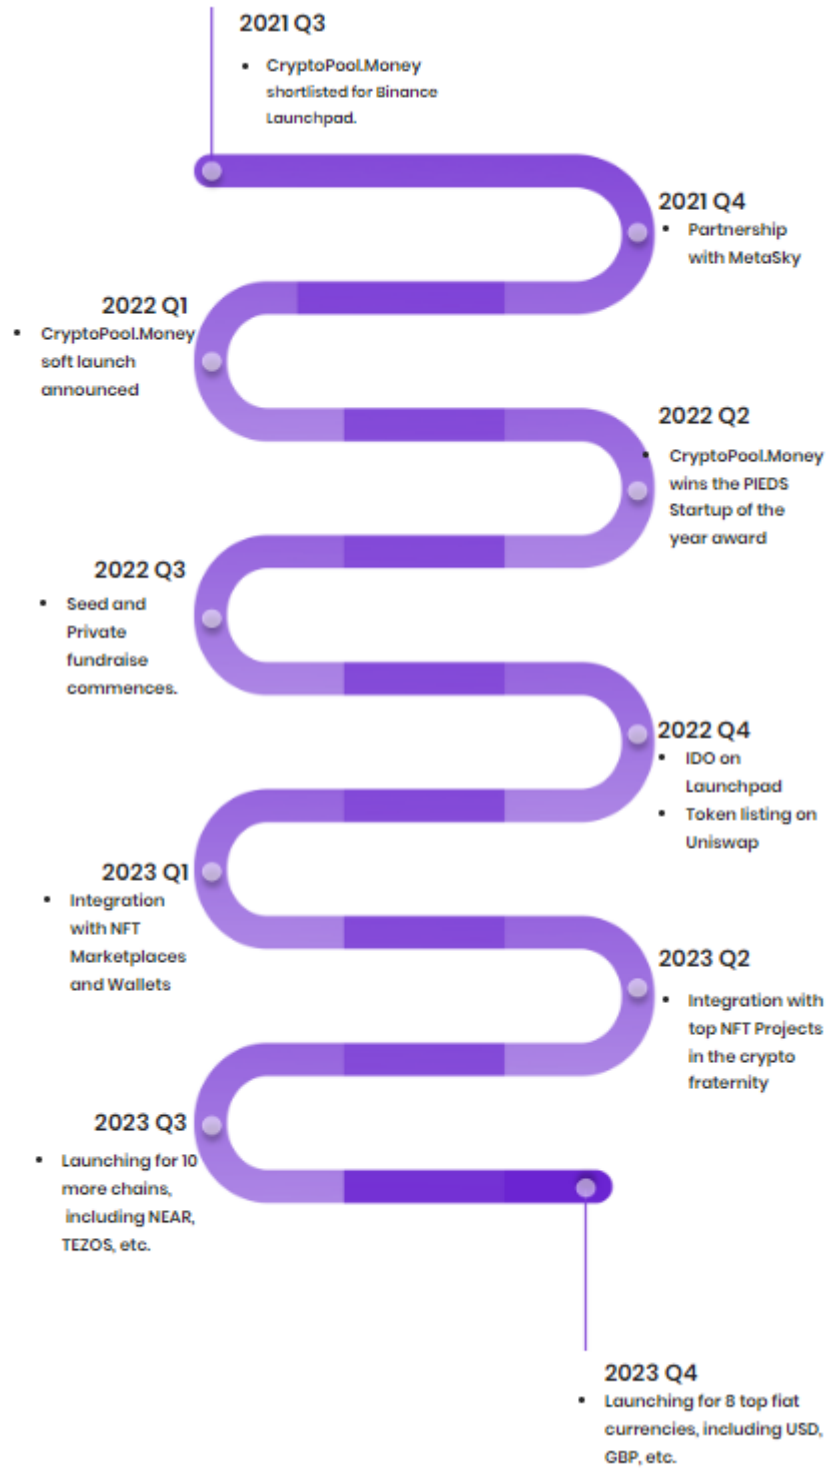 2021 Q3
• CryptoPool.Money
shortlisted for Binance
Launchpad.
2021 Q4
• Partnership
with MetaSky
2022 Q1
• CryptoPool.Money
soft launch
announced
2022 Q2
• CryptoPool.Money
wins the PIEDS
Startup of the
year award
2022 Q3
• Seed and
Private
fundraise
commences.
2022 Q4
• IDO on
Launchpad
• Token listing on
Uniswap
2023 Q1
• Integration
with NFT
Marketplaces
and Wallets
2023 Q2
• Integration with
top NFT Projects
in the crypto
fraternity
2023 Q3
• Launching for 10
more chains,
including NEAR,
TEZOS, etc.
2023 Q4
• Launching for 8 top fiat
currencies, including USD,
GBP, etc.